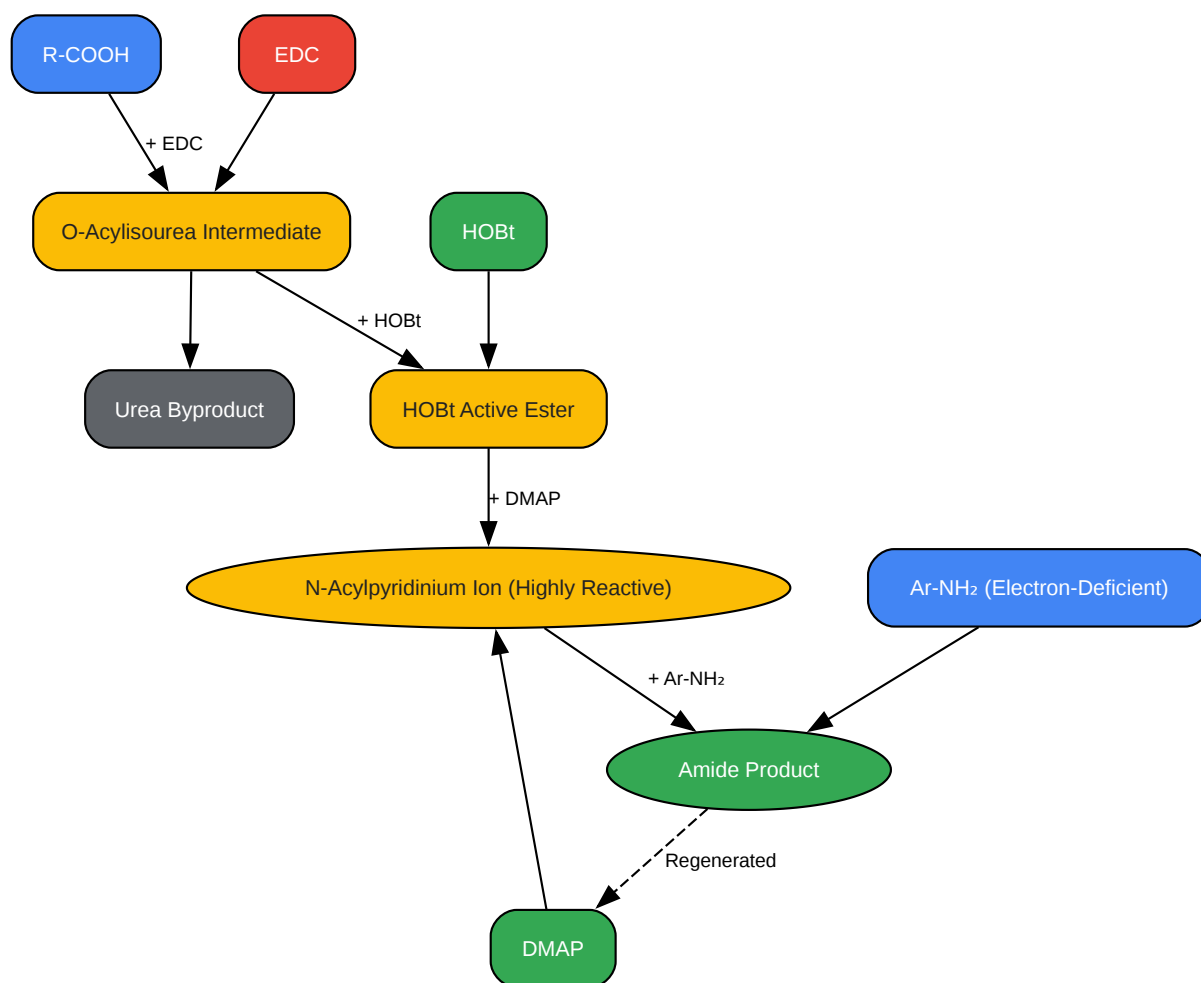 R-COOH
EDC
+ EDC
O-Acylisourea Intermediate
HOBt
+ HOBt
Urea Byproduct
HOBt Active Ester
+ DMAP
N-Acylpyridinium Ion (Highly Reactive)
Ar-NH₂ (Electron-Deficient)
+ Ar-NH₂
Amide Product
Regenerated
DMAP